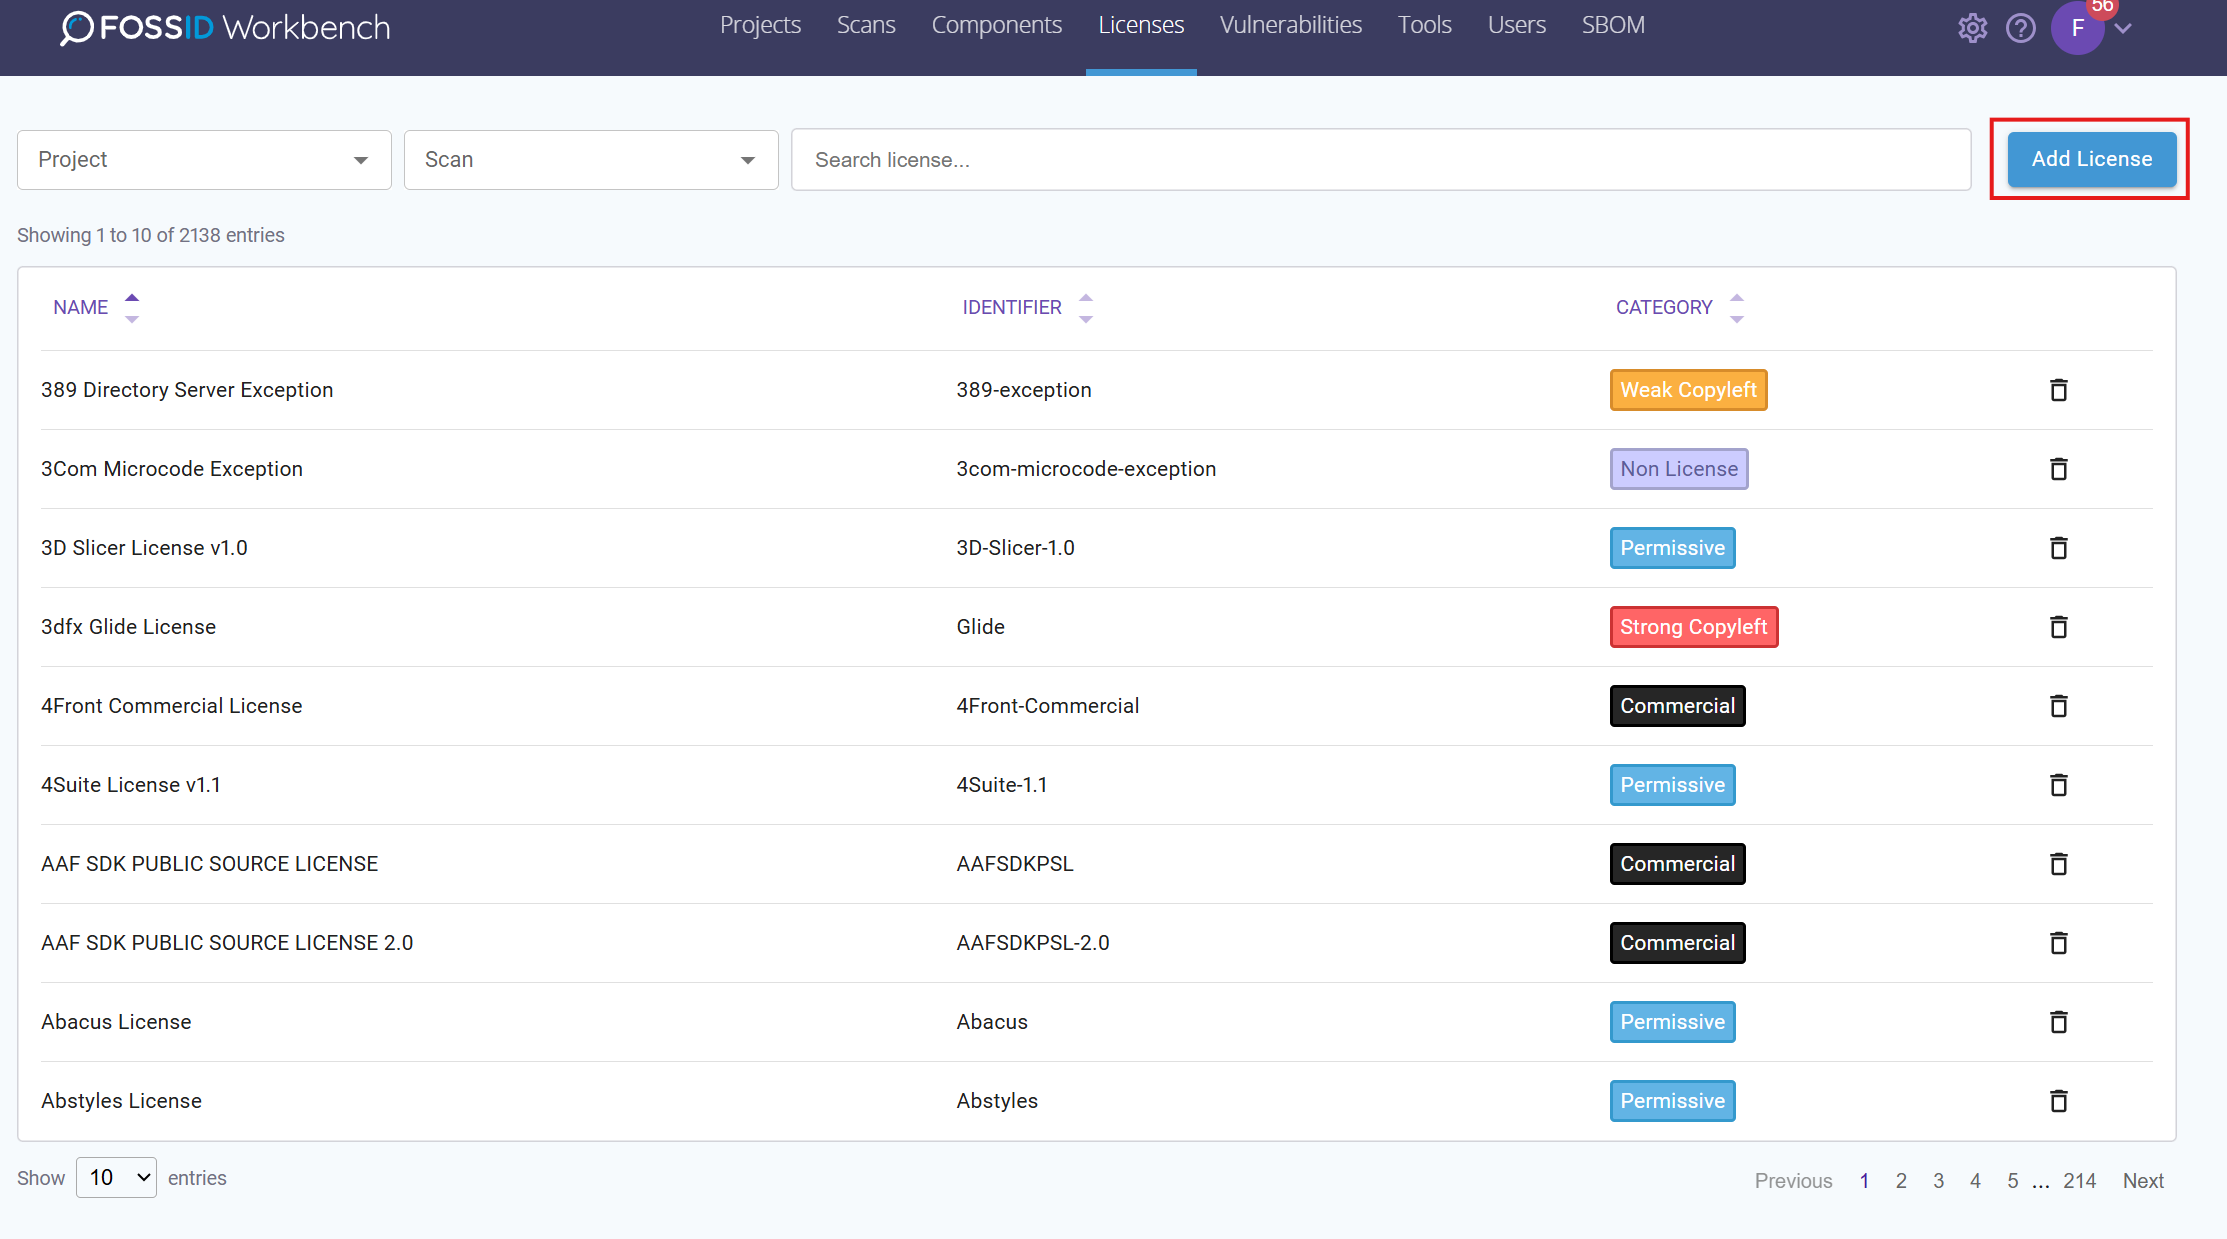 FOSSID Workbench
Projects Scans Components Licenses Vulnerabilities Tools Users SBOM
56
F
Project Scan Search license... Add License
Showing 1 to 10 of 2138 entries
NAME IDENTIFIER CATEGORY
389 Directory Server Exception 389-exception Weak Copyleft
3Com Microcode Exception 3com-microcode-exception Non License
3D Slicer License v1.0 3D-Slicer-1.0 Permissive
3dfx Glide License Glide Strong Copyleft
4Front Commercial License 4Front-Commercial Commercial
4Suite License v1.1 4Suite-1.1 Permissive
AAF SDK PUBLIC SOURCE LICENSE AAFSDKPSL Commercial
AAF SDK PUBLIC SOURCE LICENSE 2.0 AAFSDKPSL-2.0 Commercial
Abacus License Abacus Permissive
Abstyles License Abstyles Permissive
Show 10 entries Previous 1 2 3 4 5 ... 214 Next